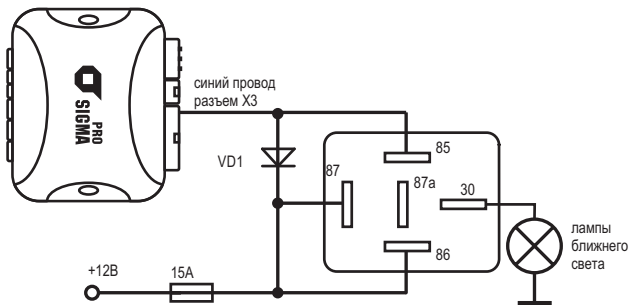 PRO
SIGMA
синий провод
разъем X3
VD1
85
87
87a
30
86
лампы
ближнего
света
+12В
15А